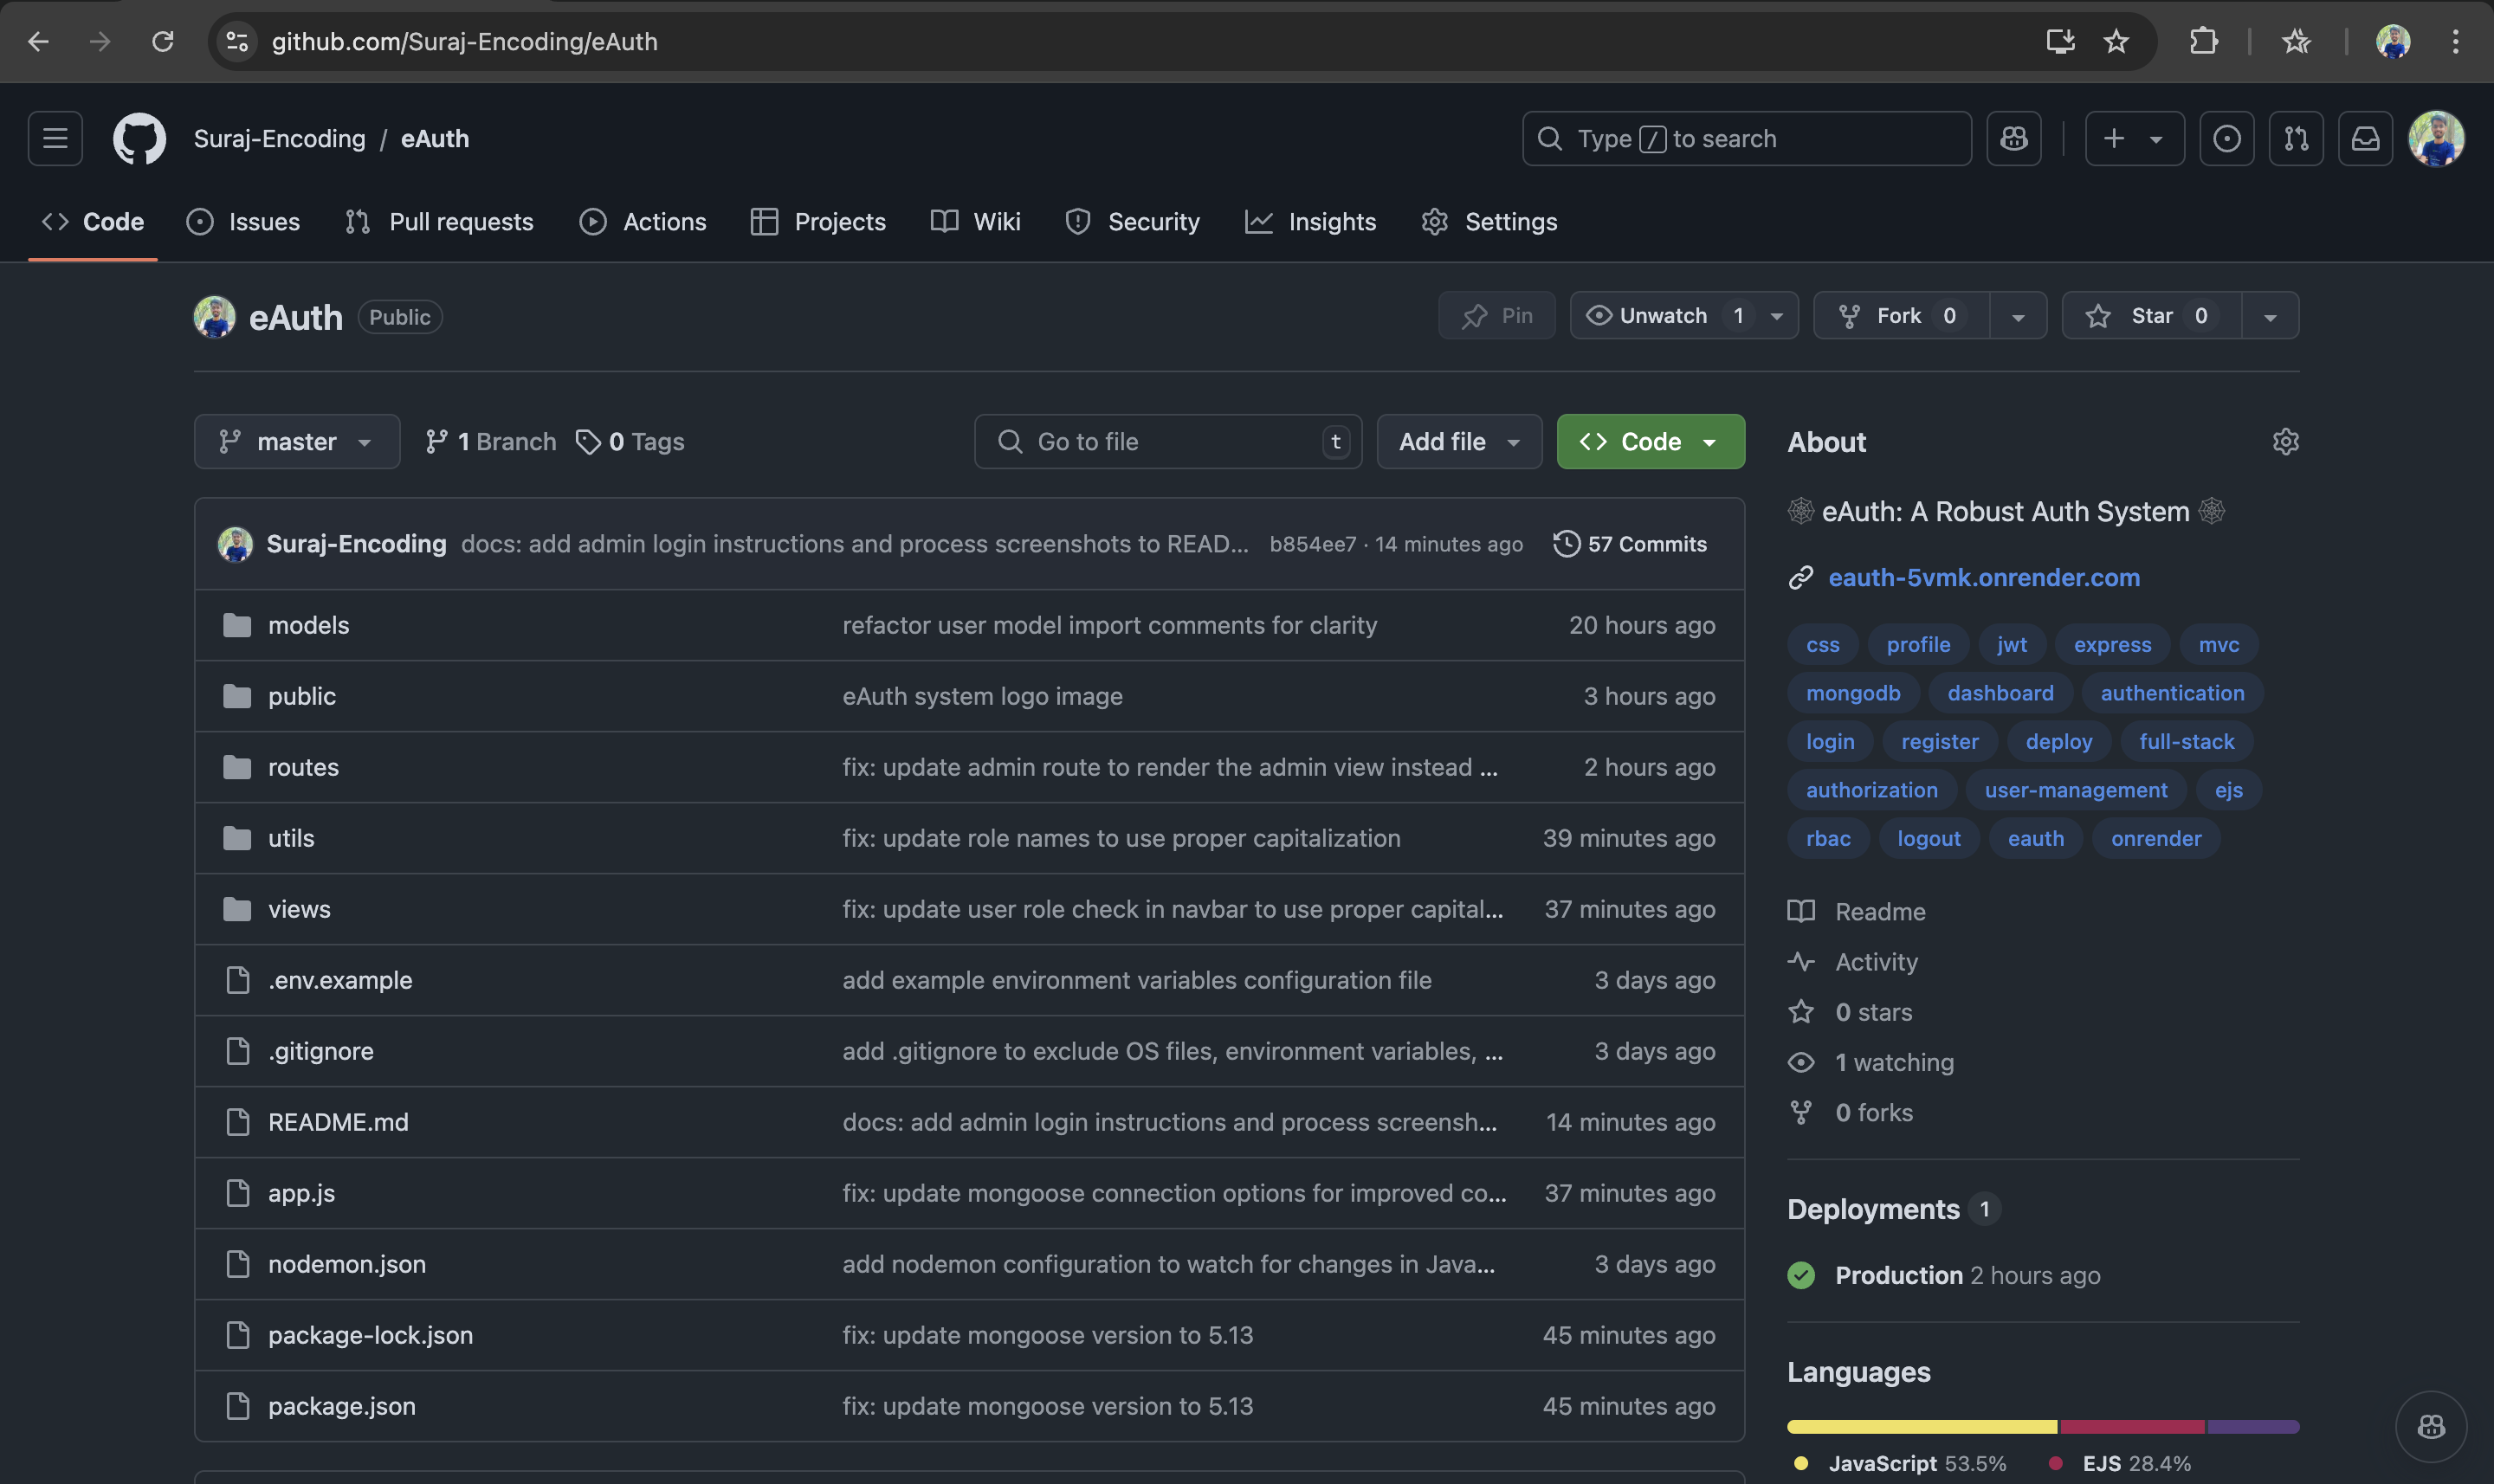 github.com/Suraj-Encoding/eAuth
Suraj-Encoding / eAuth
Type / to search
Code Issues Pull requests Actions Projects Wiki Security Insights Settings
eAuth Public
Pin Unwatch 1 Fork 0 Star 0
master 1 Branch 0 Tags Go to file t Add file Code
Suraj-Encoding docs: add admin login instructions and process screenshots to READ... b854ee7 · 14 minutes ago 57 Commits
models refactor user model import comments for clarity 20 hours ago
public eAuth system logo image 3 hours ago
routes fix: update admin route to render the admin view instead ... 2 hours ago
utils fix: update role names to use proper capitalization 39 minutes ago
views fix: update user role check in navbar to use proper capital... 37 minutes ago
.env.example add example environment variables configuration file 3 days ago
.gitignore add .gitignore to exclude OS files, environment variables, ... 3 days ago
README.md docs: add admin login instructions and process screensh... 14 minutes ago
app.js fix: update mongoose connection options for improved co... 37 minutes ago
nodemon.json add nodemon configuration to watch for changes in Java... 3 days ago
package-lock.json fix: update mongoose version to 5.13 45 minutes ago
package.json fix: update mongoose version to 5.13 45 minutes ago
About
🕸 eAuth: A Robust Auth System 🕸
eauth-5vmk.onrender.com
css profile jwt express mvc
mongodb dashboard authentication
login register deploy full-stack
authorization user-management ejs
rbac logout eauth onrender
Readme
Activity
0 stars
1 watching
0 forks
Deployments 1
Production 2 hours ago
Languages
JavaScript 53.5% EJS 28.4%